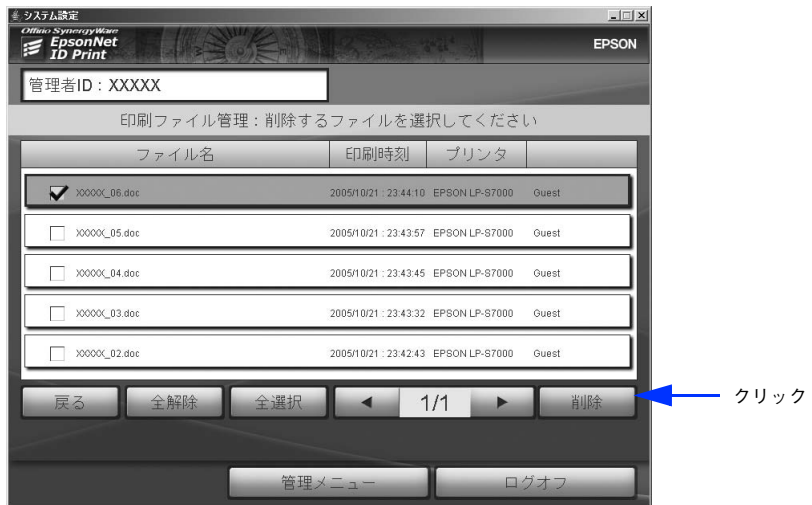 システム設定
Offirio SynergyWare
EpsonNet
ID Print
EPSON
管理者ID：XXXXX
印刷ファイル管理：削除するファイルを選択してください
ファイル名 印刷時刻 プリンタ
XXXXX_06.doc 2005/10/21 : 23:44:10 EPSON LP-S7000 Guest
XXXXX_05.doc 2005/10/21 : 23:43:57 EPSON LP-S7000 Guest
XXXXX_04.doc 2005/10/21 : 23:43:45 EPSON LP-S7000 Guest
XXXXX_03.doc 2005/10/21 : 23:43:32 EPSON LP-S7000 Guest
XXXXX_02.doc 2005/10/21 : 23:42:43 EPSON LP-S7000 Guest
戻る 全解除 全選択 ◀ 1/1 ▶ 削除 クリック
管理メニュー ログオフ